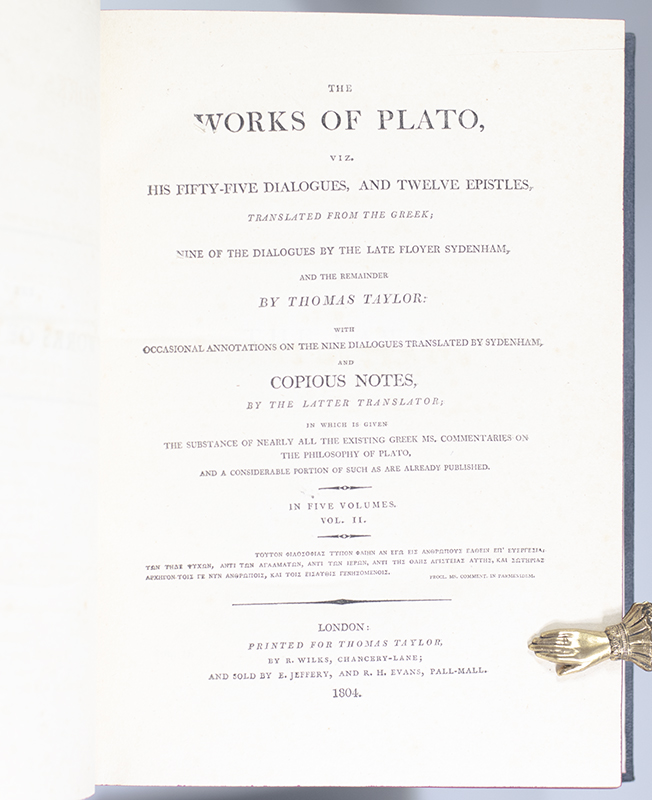 THE
WORKS OF PLATO,
VIZ.
HIS FIFTY-FIVE DIALOGUES, AND TWELVE EPISTLES,
TRANSLATED FROM THE GREEK;
NINE OF THE DIALOGUES BY THE LATE FLOYER SYDENHAM,
AND THE REMAINDER
BY THOMAS TAYLOR:
WITH
OCCASIONAL ANNOTATIONS ON THE NINE DIALOGUES TRANSLATED BY SYDENHAM,
AND
COPIOUS NOTES,
BY THE LATTER TRANSLATOR;
IN WHICH IS GIVEN
THE SUBSTANCE OF NEARLY ALL THE EXISTING GREEK MS. COMMENTARIES ON
THE PHILOSOPHY OF PLATO,
AND A CONSIDERABLE PORTION OF SUCH AS ARE ALREADY PUBLISHED.
IN FIVE VOLUMES.
VOL. II.
ΤΟΥΤΟΝ ΦΙΛΟΣΟΦΙΑΣ ΤΥΠΟΝ ΦΑΙΗΝ ΑΝ ΕΓΩ ΕΙΣ ΑΝΘΡΩΠΟΥΣ ΕΛΘΕΙΝ ΕΠ' ΕΥΕΡΓΕΣΙΑ
ΤΩΝ ΤΗΔΕ ΨΥΧΩΝ, ΑΝΤΙ ΤΩΝ ΑΓΑΛΜΑΤΩΝ, ΑΝΤΙ ΤΩΝ ΙΕΡΩΝ, ΑΝΤΙ ΤΗΣ ΟΛΗΣ ΑΓΙΣΤΕΙΑΣ ΑΥΤΗΣ, ΚΑΙ ΣΩΤΗΡΙΑΣ
ΑΡΧΗΓΟΝ ΤΟΙΣ ΓΕ ΝΥΝ ΑΝΘΡΩΠΟΙΣ, ΚΑΙ ΤΟΙΣ ΕΙΣΑΥΘΙΣ ΓΕΝΗΣΟΜΕΝΟΙΣ. PROCL. MS. COMMENT. IN PARMENIDEM.
LONDON:
PRINTED FOR THOMAS TAYLOR,
BY R. WILKS, CHANCERY-LANE;
AND SOLD BY E. JEFFERY, AND R. H. EVANS, PALL-MALL.
1804.